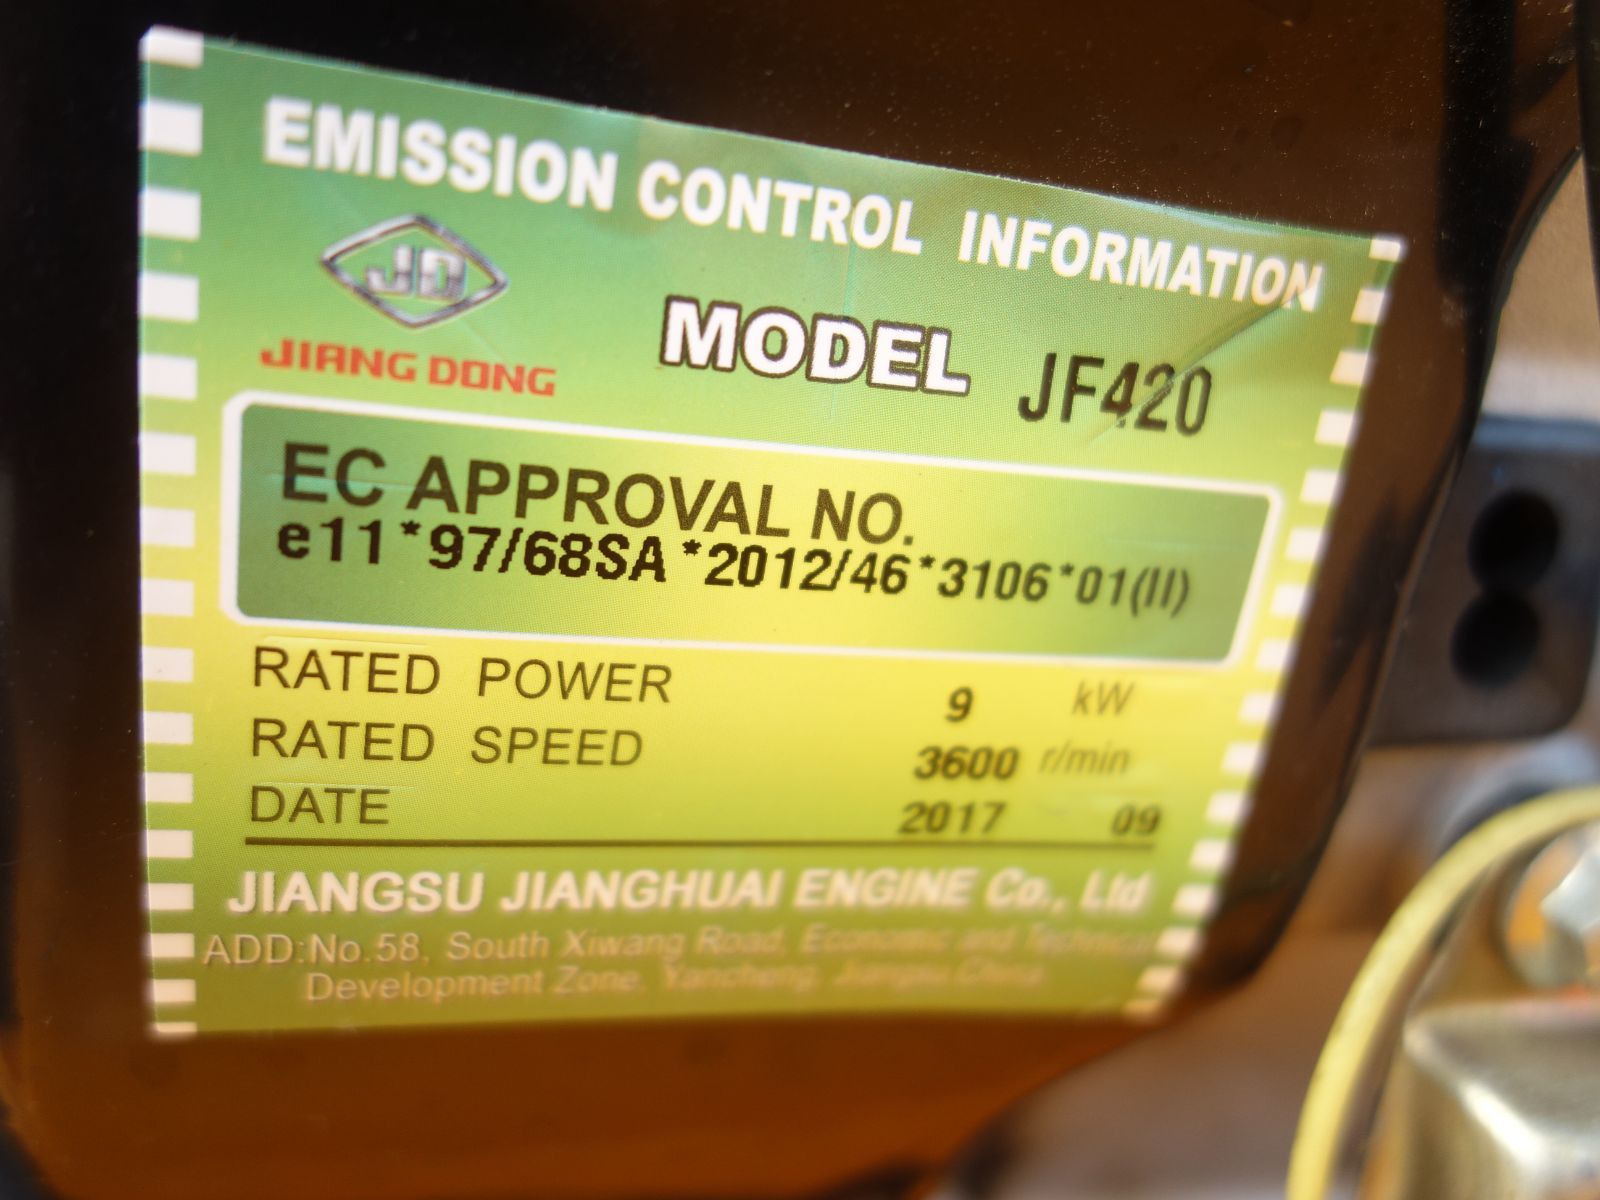 EMISSION CONTROL INFORMATION
JD
JIANG DONG
MODEL JF420
EC APPROVAL NO.
e11*97/68SA*2012/46*3106*01(II)
RATED POWER 9 kW
RATED SPEED 3600 r/min
DATE 2017 09
JIANGSU JIANGHUAI ENGINE Co., Ltd
ADD:No.58, South Xiwang Road, Economic and Technical
Development Zone, Yancheng, Jiangsu.China.